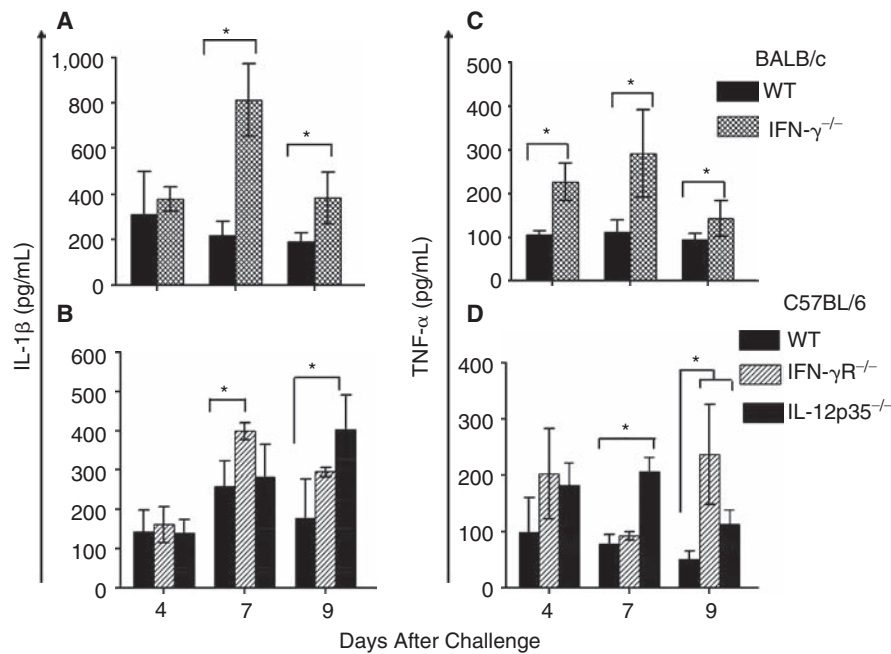 A
1,000
800
600
400
200
0
*
*
B
600
500
400
300
200
100
0
*
*
4
7
9
IL-1β (pg/mL)
C
500
400
300
200
100
0
*
*
*
BALB/c
WT
IFN-γ⁻/⁻
D
400
300
200
100
0
*
*
4
7
9
TNF-α (pg/mL)
C57BL/6
WT
IFN-γR⁻/⁻
IL-12p35⁻/⁻
Days After Challenge